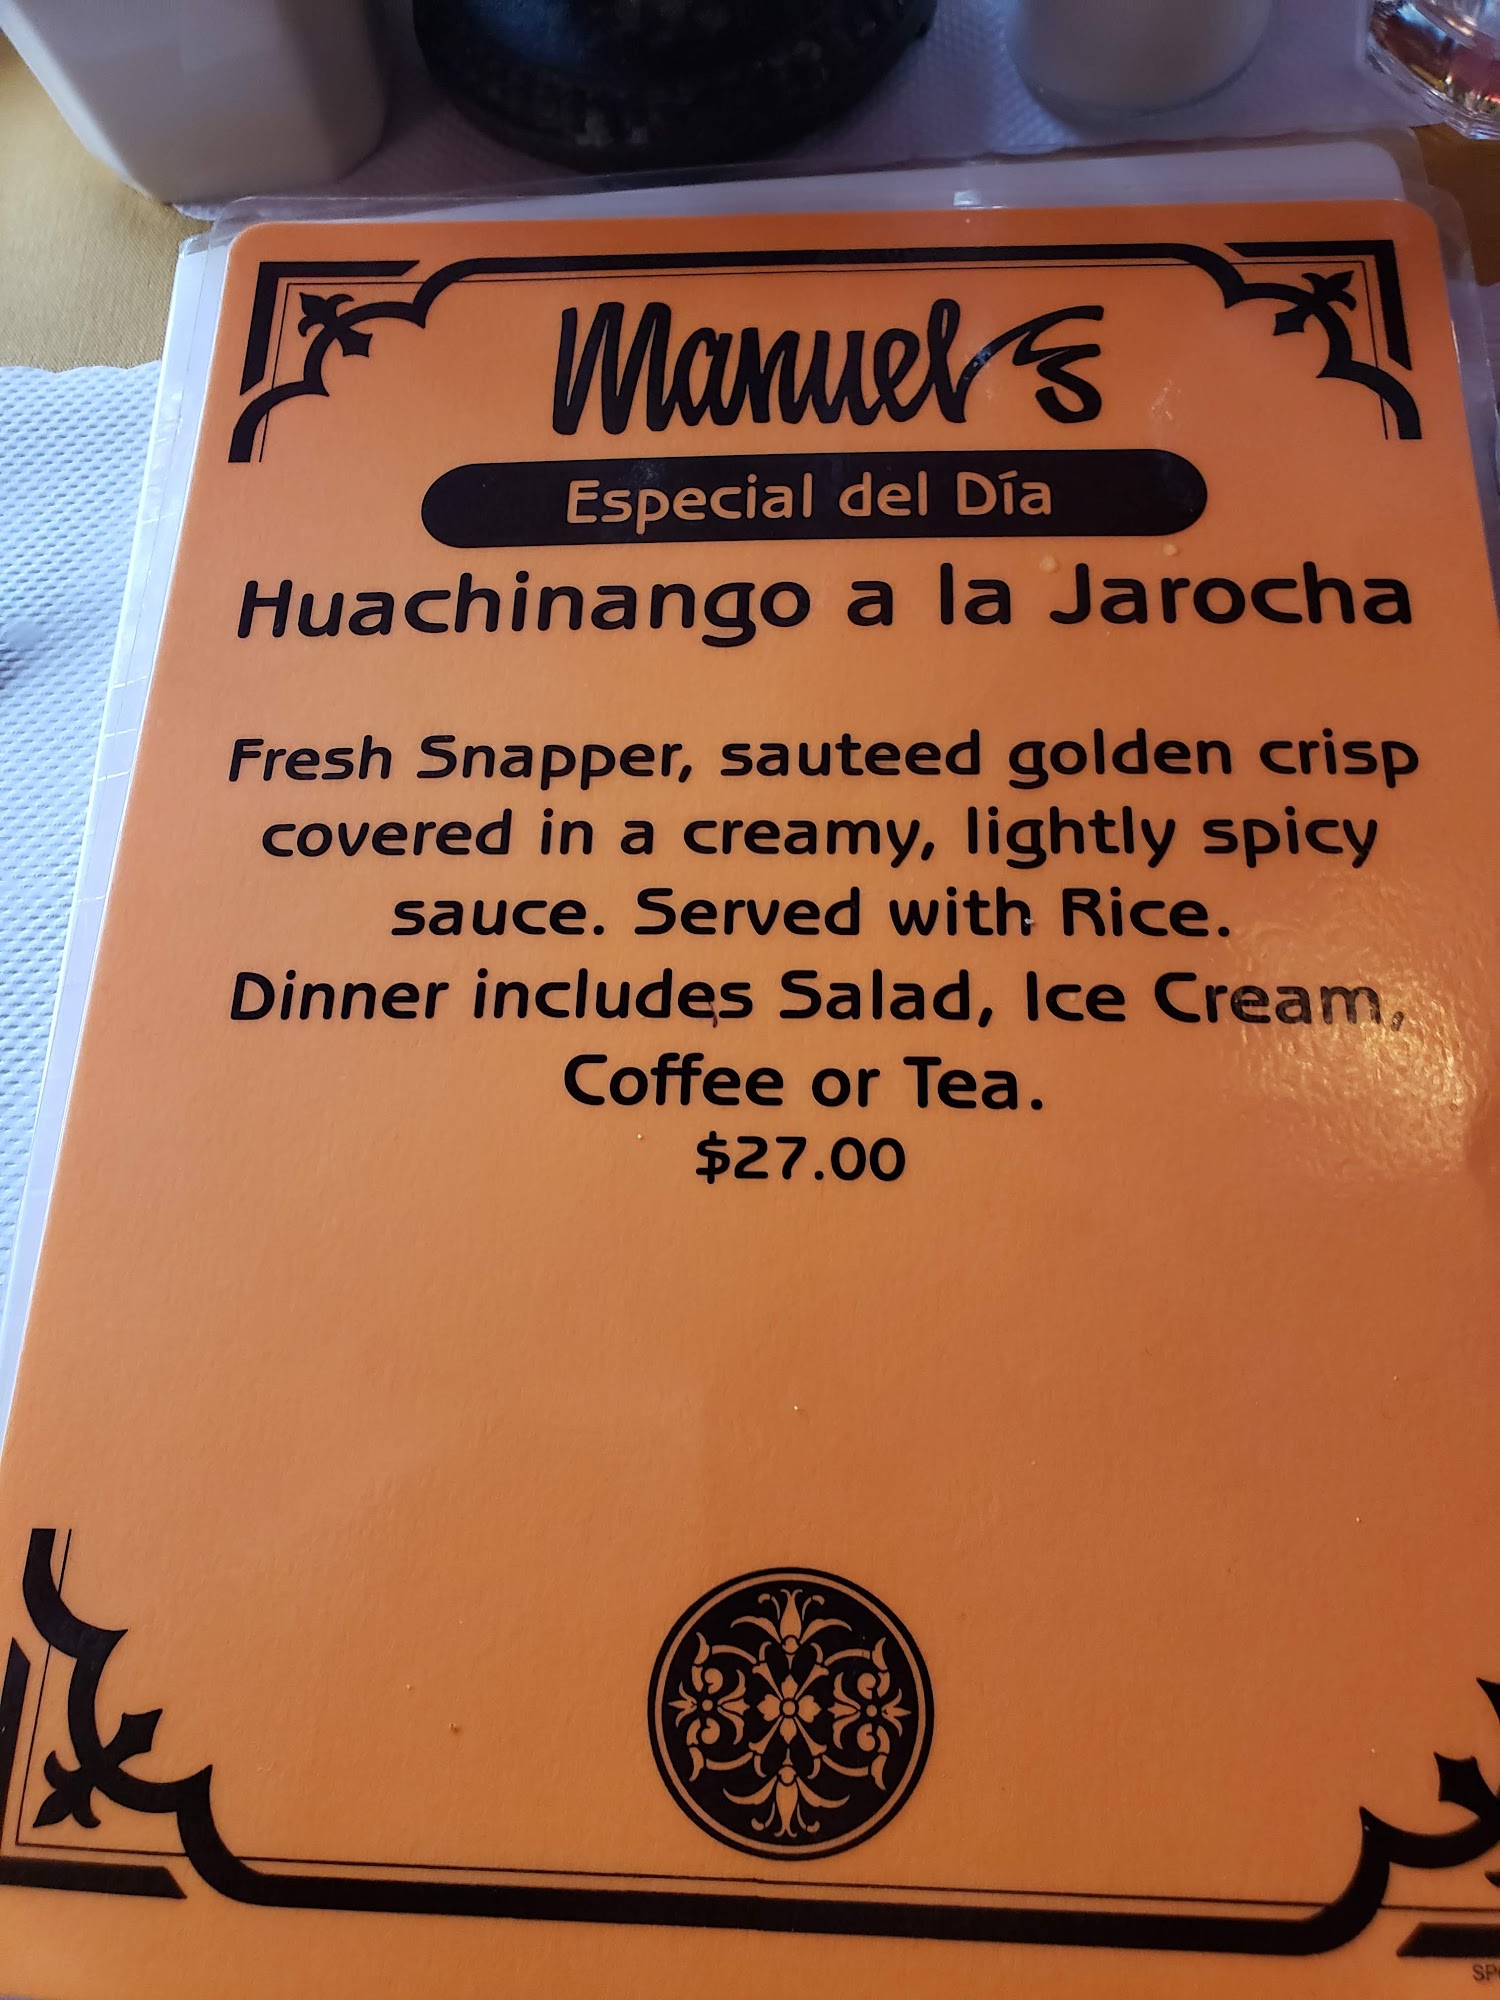 Manuel's
Especial del Día
Huachinango a la Jarocha
Fresh Snapper, sauteed golden crisp
covered in a creamy, lightly spicy
sauce. Served with Rice.
Dinner includes Salad, Ice Cream,
Coffee or Tea.
$27.00